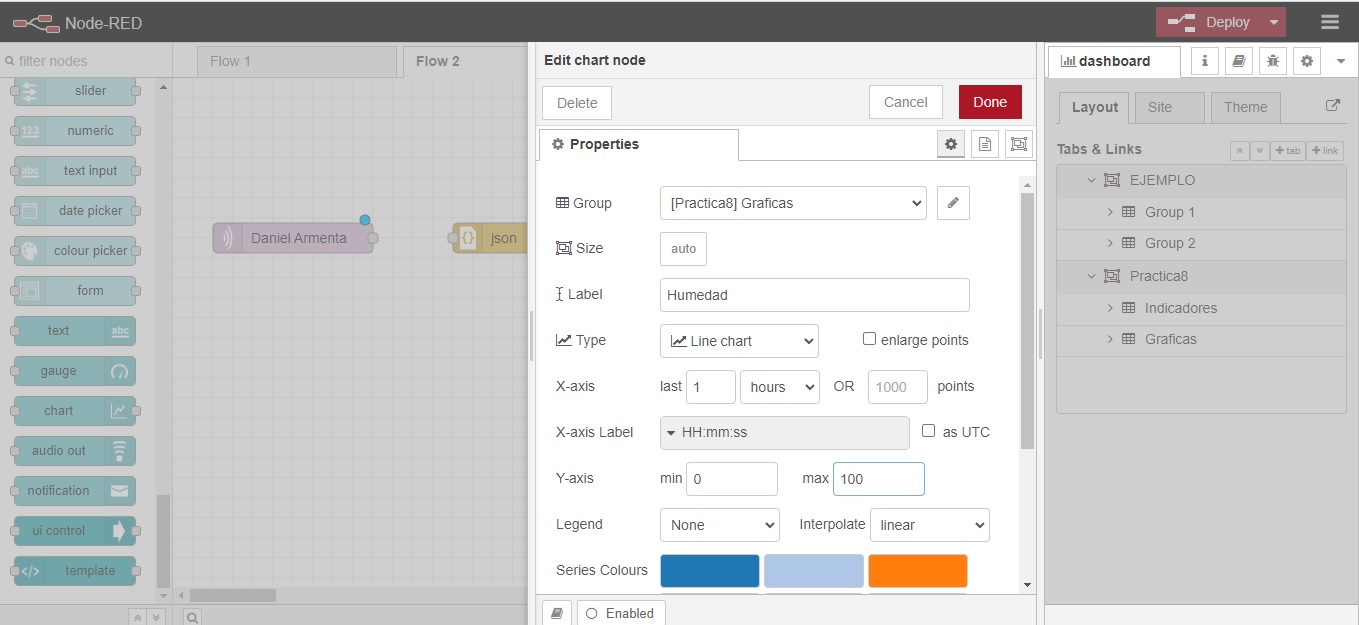 Node-RED
Deploy
filter nodes
slider
123 numeric
abc text input
date picker
colour picker
form
text abc
gauge
chart
audio out
notification
ui control
</> template
Flow 1
Flow 2
Daniel Armenta
{} json
Edit chart node
Delete
Cancel
Done
Properties
Group [Practica8] Graficas
Size auto
Label Humedad
Type Line chart enlarge points
X-axis last 1 hours OR 1000 points
X-axis Label HH:mm:ss as UTC
Y-axis min 0 max 100
Legend None Interpolate linear
Series Colours
Enabled
dashboard i
Layout
Site
Theme
Tabs & Links +tab +link
EJEMPLO
Group 1
Group 2
Practica8
Indicadores
Graficas